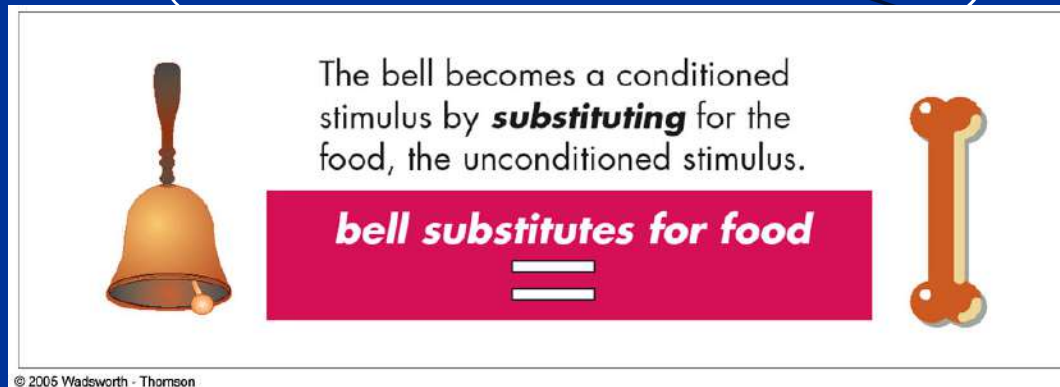 The bell becomes a conditioned
stimulus by substituting for the
food, the unconditioned stimulus.
bell substitutes for food
=
© 2005 Wadsworth - Thomson